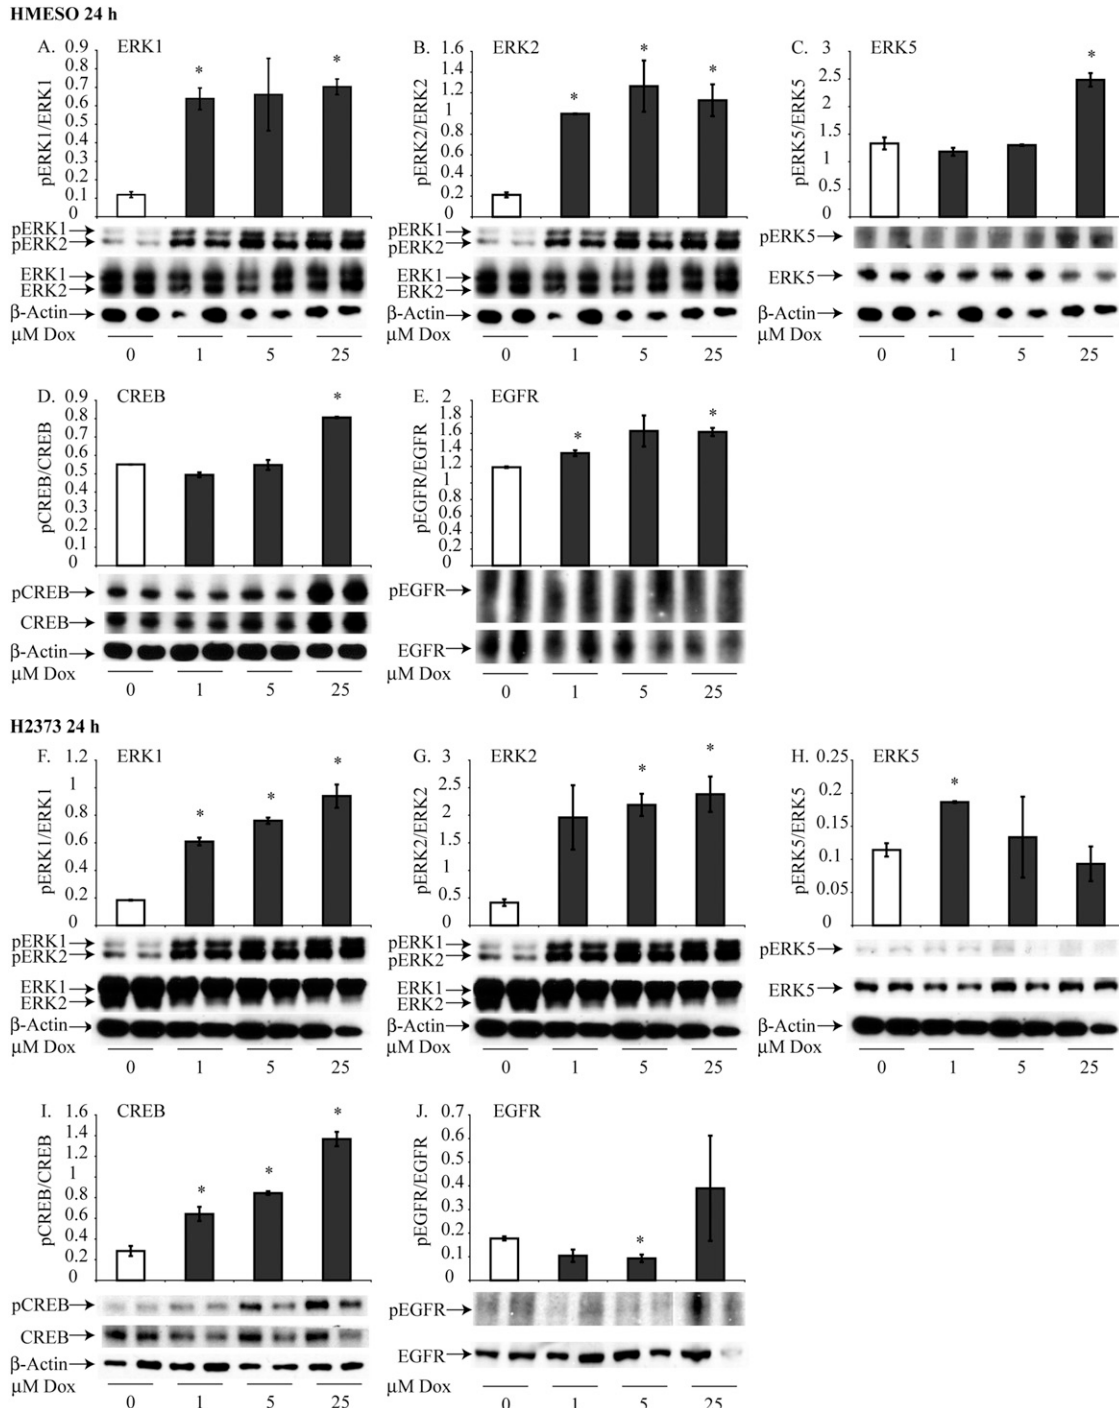 HMESO 24 h
A. ERK1
pERK1/ERK1
0.9
0.8
0.7
0.6
0.5
0.4
0.3
0.2
0.1
0
* *
pERK1
pERK2
ERK1
ERK2
β-Actin
μM Dox
0 1 5 25
B. ERK2
pERK2/ERK2
1.6
1.4
1.2
1
0.8
0.6
0.4
0.2
0
* * *
pERK1
pERK2
ERK1
ERK2
β-Actin
μM Dox
0 1 5 25
C. ERK5
pERK5/ERK5
3
2.5
2
1.5
1
0.5
0
*
pERK5
ERK5
β-Actin
μM Dox
0 1 5 25
D. CREB
pCREB/CREB
0.9
0.8
0.7
0.6
0.5
0.4
0.3
0.2
0.1
0
*
pCREB
CREB
β-Actin
μM Dox
0 1 5 25
E. EGFR
pEGFR/EGFR
2
1.8
1.6
1.4
1.2
1
0.8
0.6
0.4
0.2
0
* *
pEGFR
EGFR
μM Dox
0 1 5 25
H2373 24 h
F. ERK1
pERK1/ERK1
1.2
1
0.8
0.6
0.4
0.2
0
* * *
pERK1
pERK2
ERK1
ERK2
β-Actin
μM Dox
0 1 5 25
G. ERK2
pERK2/ERK2
3
2.5
2
1.5
1
0.5
0
* *
pERK1
pERK2
ERK1
ERK2
β-Actin
μM Dox
0 1 5 25
H. ERK5
pERK5/ERK5
0.25
0.2
0.15
0.1
0.05
0
*
pERK5
ERK5
β-Actin
μM Dox
0 1 5 25
I. CREB
pCREB/CREB
1.6
1.4
1.2
1
0.8
0.6
0.4
0.2
0
* * *
pCREB
CREB
β-Actin
μM Dox
0 1 5 25
J. EGFR
pEGFR/EGFR
0.7
0.6
0.5
0.4
0.3
0.2
0.1
0
*
pEGFR
EGFR
μM Dox
0 1 5 25